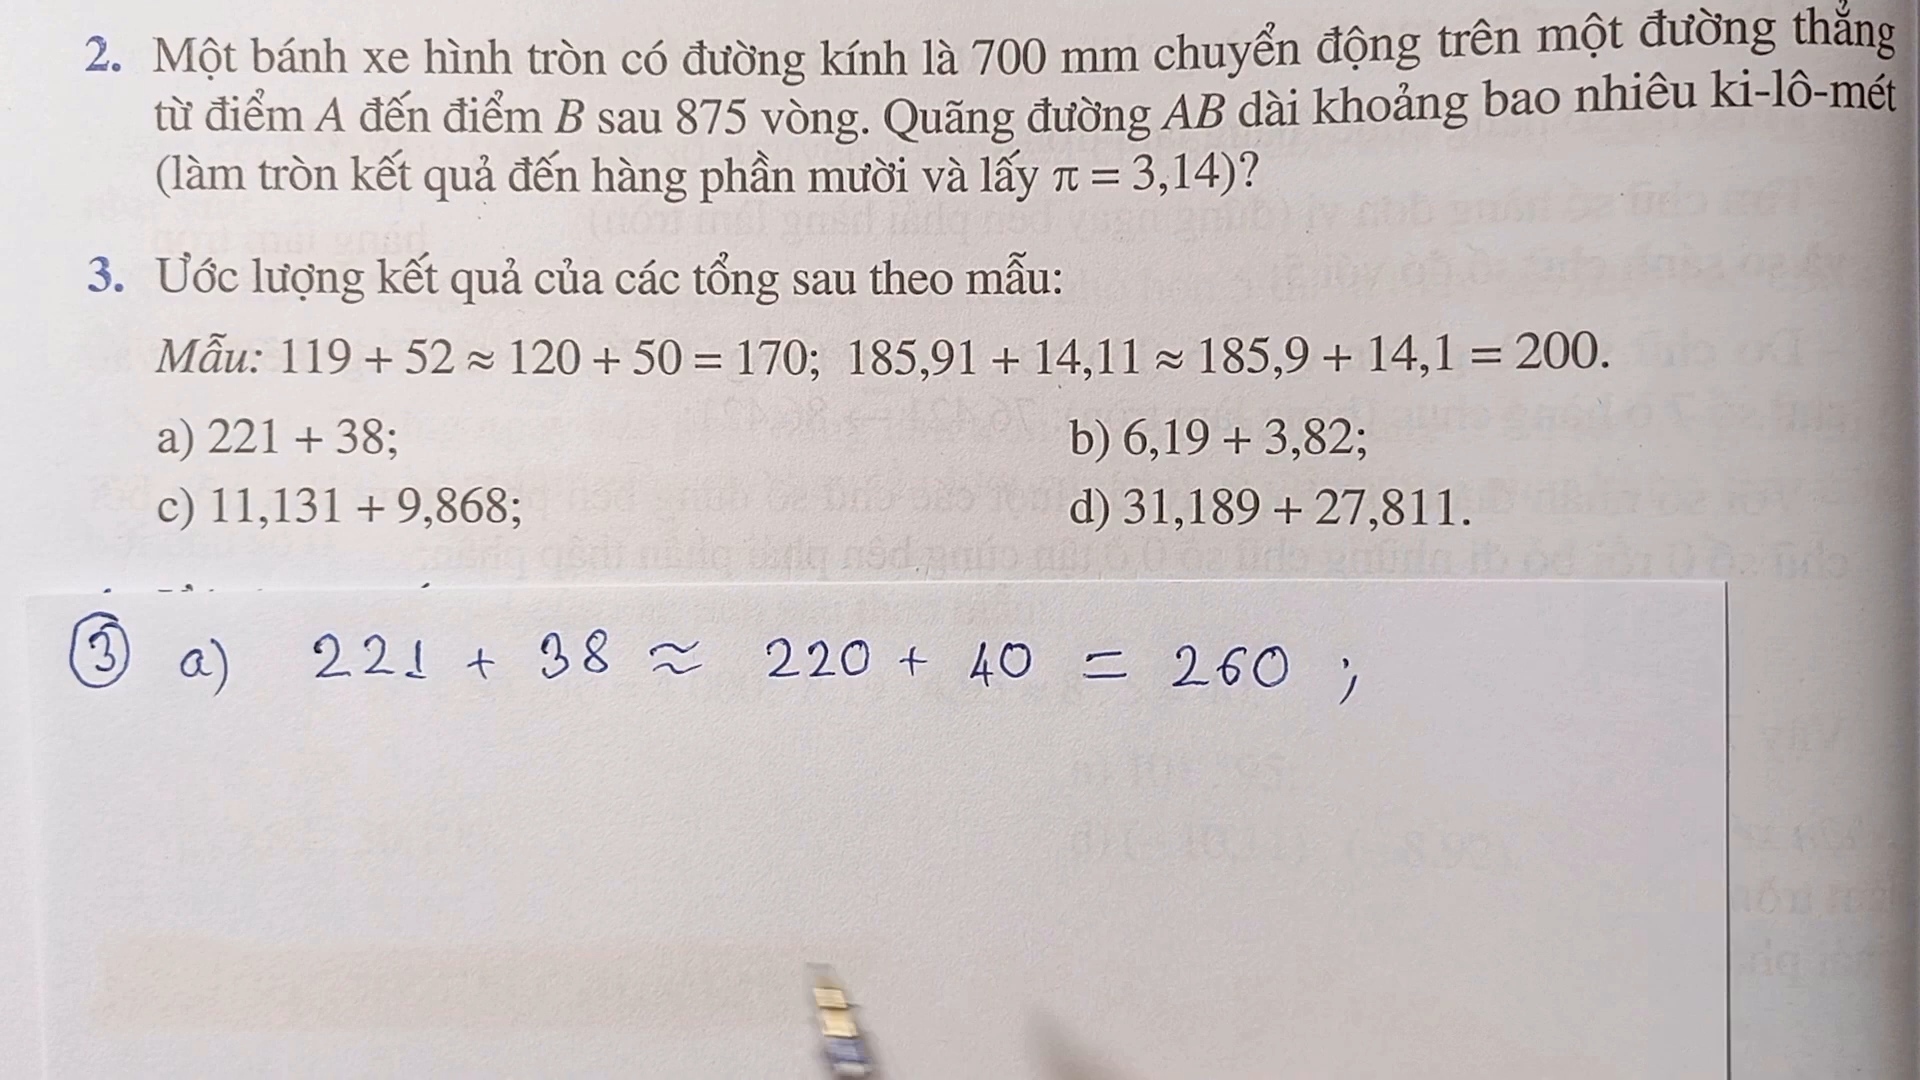 2. Một bánh xe hình tròn có đường kính là 700 mm chuyển động trên một đường thẳng
từ điểm A đến điểm B sau 875 vòng. Quãng đường AB dài khoảng bao nhiêu ki-lô-mét
(làm tròn kết quả đến hàng phần mười và lấy π = 3,14)?
3. Ước lượng kết quả của các tổng sau theo mẫu:
Mẫu: 119 + 52 ≈ 120 + 50 = 170; 185,91 + 14,11 ≈ 185,9 + 14,1 = 200.
a) 221 + 38; b) 6,19 + 3,82;
c) 11,131 + 9,868; d) 31,189 + 27,811.
③ a) 221 + 38 ≈ 220 + 40 = 260 ;